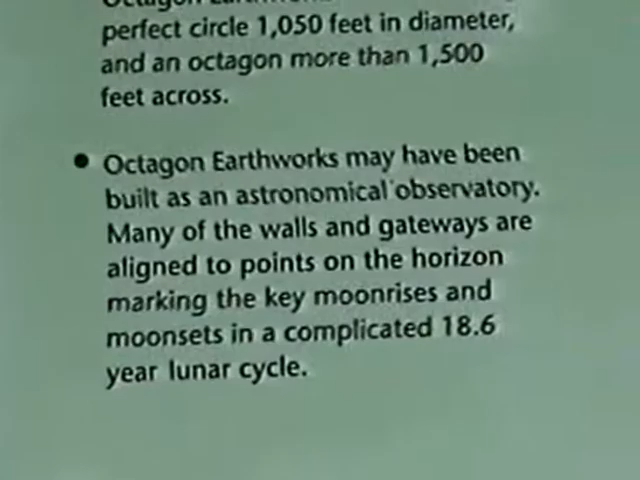 Octagon Earthworks
perfect circle 1,050 feet in diameter,
and an octagon more than 1,500
feet across.
● Octagon Earthworks may have been
built as an astronomical observatory.
Many of the walls and gateways are
aligned to points on the horizon
marking the key moonrises and
moonsets in a complicated 18.6
year lunar cycle.